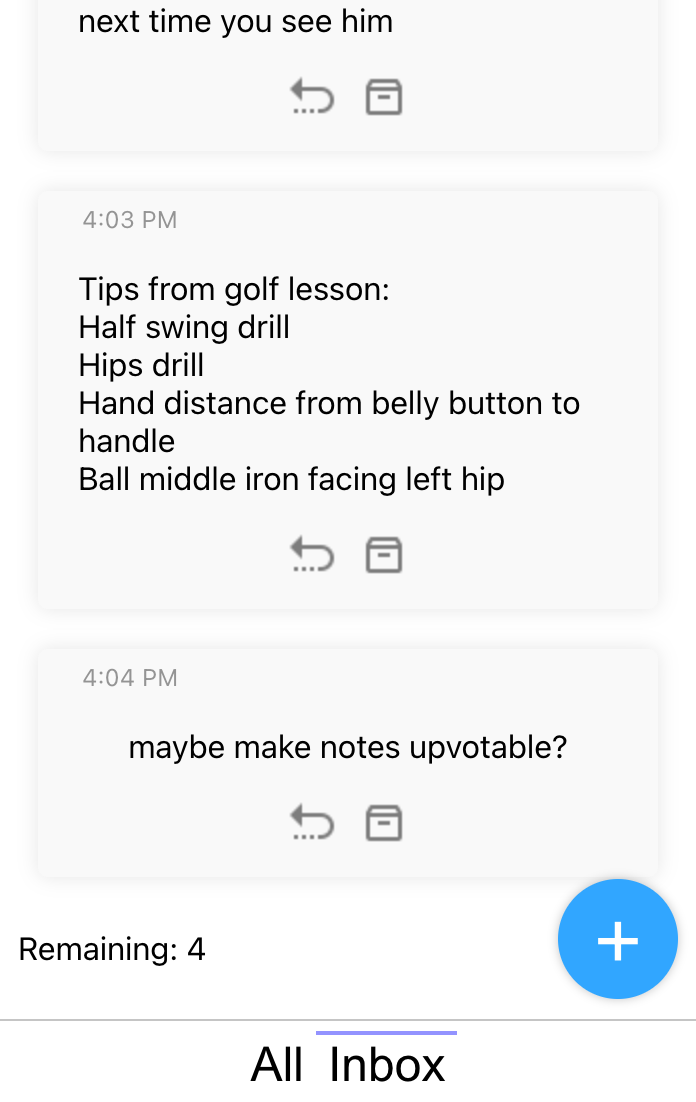 next time you see him
4:03 PM
Tips from golf lesson:
Half swing drill
Hips drill
Hand distance from belly button to
handle
Ball middle iron facing left hip
4:04 PM
maybe make notes upvotable?
Remaining: 4
All Inbox